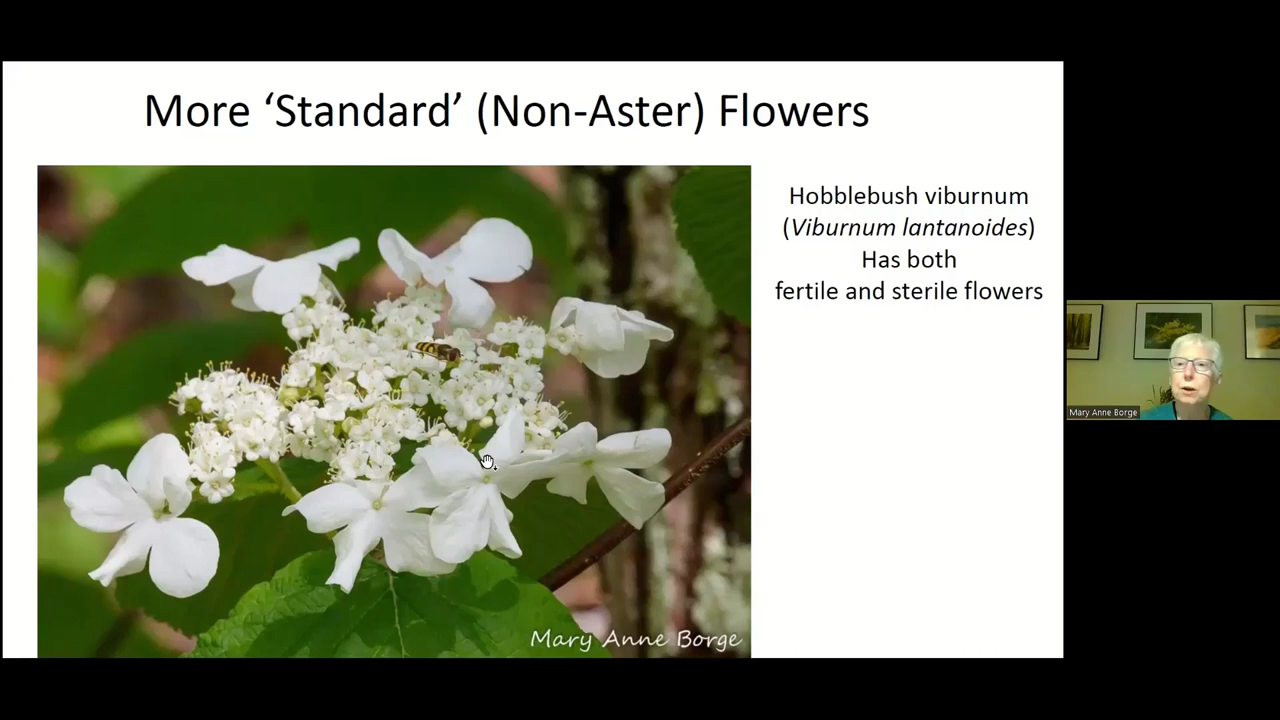 More ‘Standard’ (Non-Aster) Flowers
Hobblebush viburnum
(Viburnum lantanoides)
Has both
fertile and sterile flowers
Mary Anne Borge
Mary Anne Borge